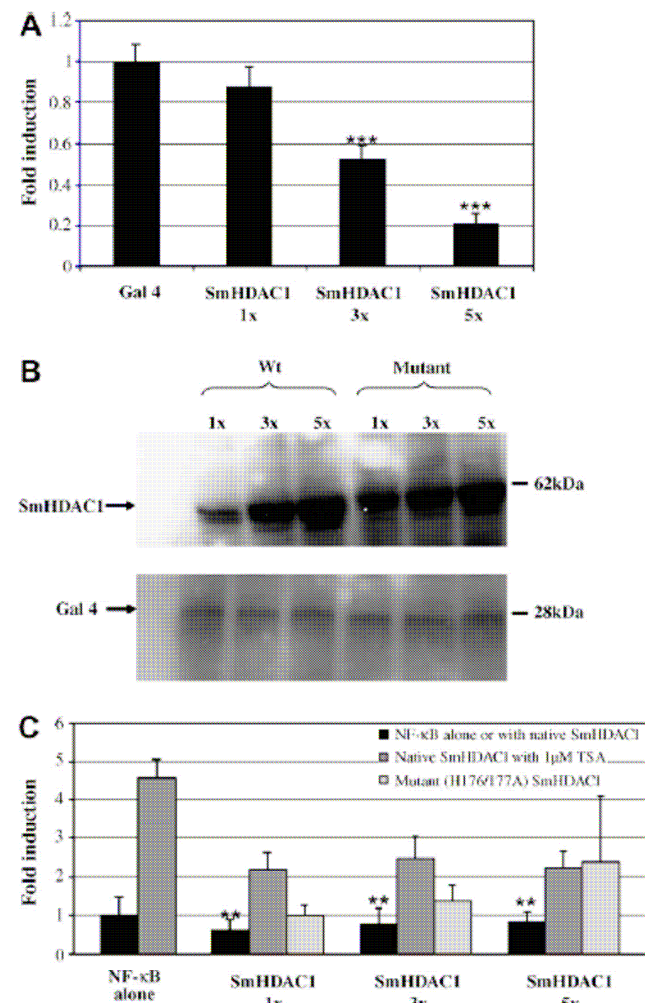 A
1.2
1
0.8
0.6
0.4
0.2
0
Fold induction
***
***
Gal 4
SmHDAC1
1x
SmHDAC1
3x
SmHDAC1
5x
B
Wt
Mutant
1x 3x 5x 1x 3x 5x
SmHDAC1
62kDa
Gal 4
28kDa
C
6
5
4
3
2
1
0
Fold induction
NF-κB alone or with native SmHDAC1
Native SmHDAC1 with 1µM TSA
Mutant (H176/177A) SmHDAC1
**
**
**
NF-κB
alone
SmHDAC1
1x
SmHDAC1
3x
SmHDAC1
5x